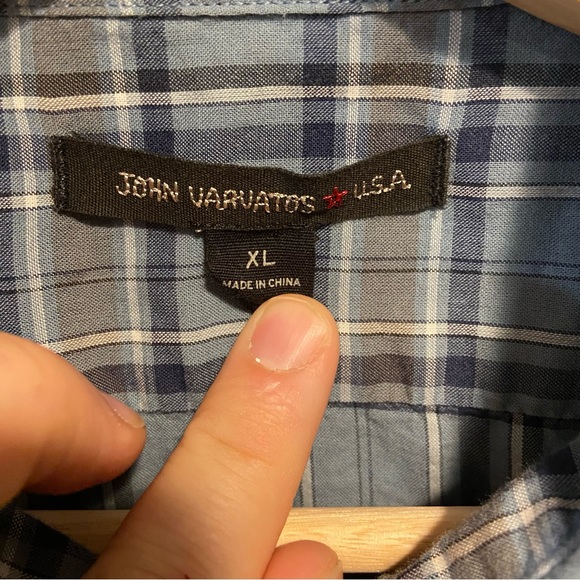 JOHN VARVATOS ★ U.S.A.
XL
MADE IN CHINA